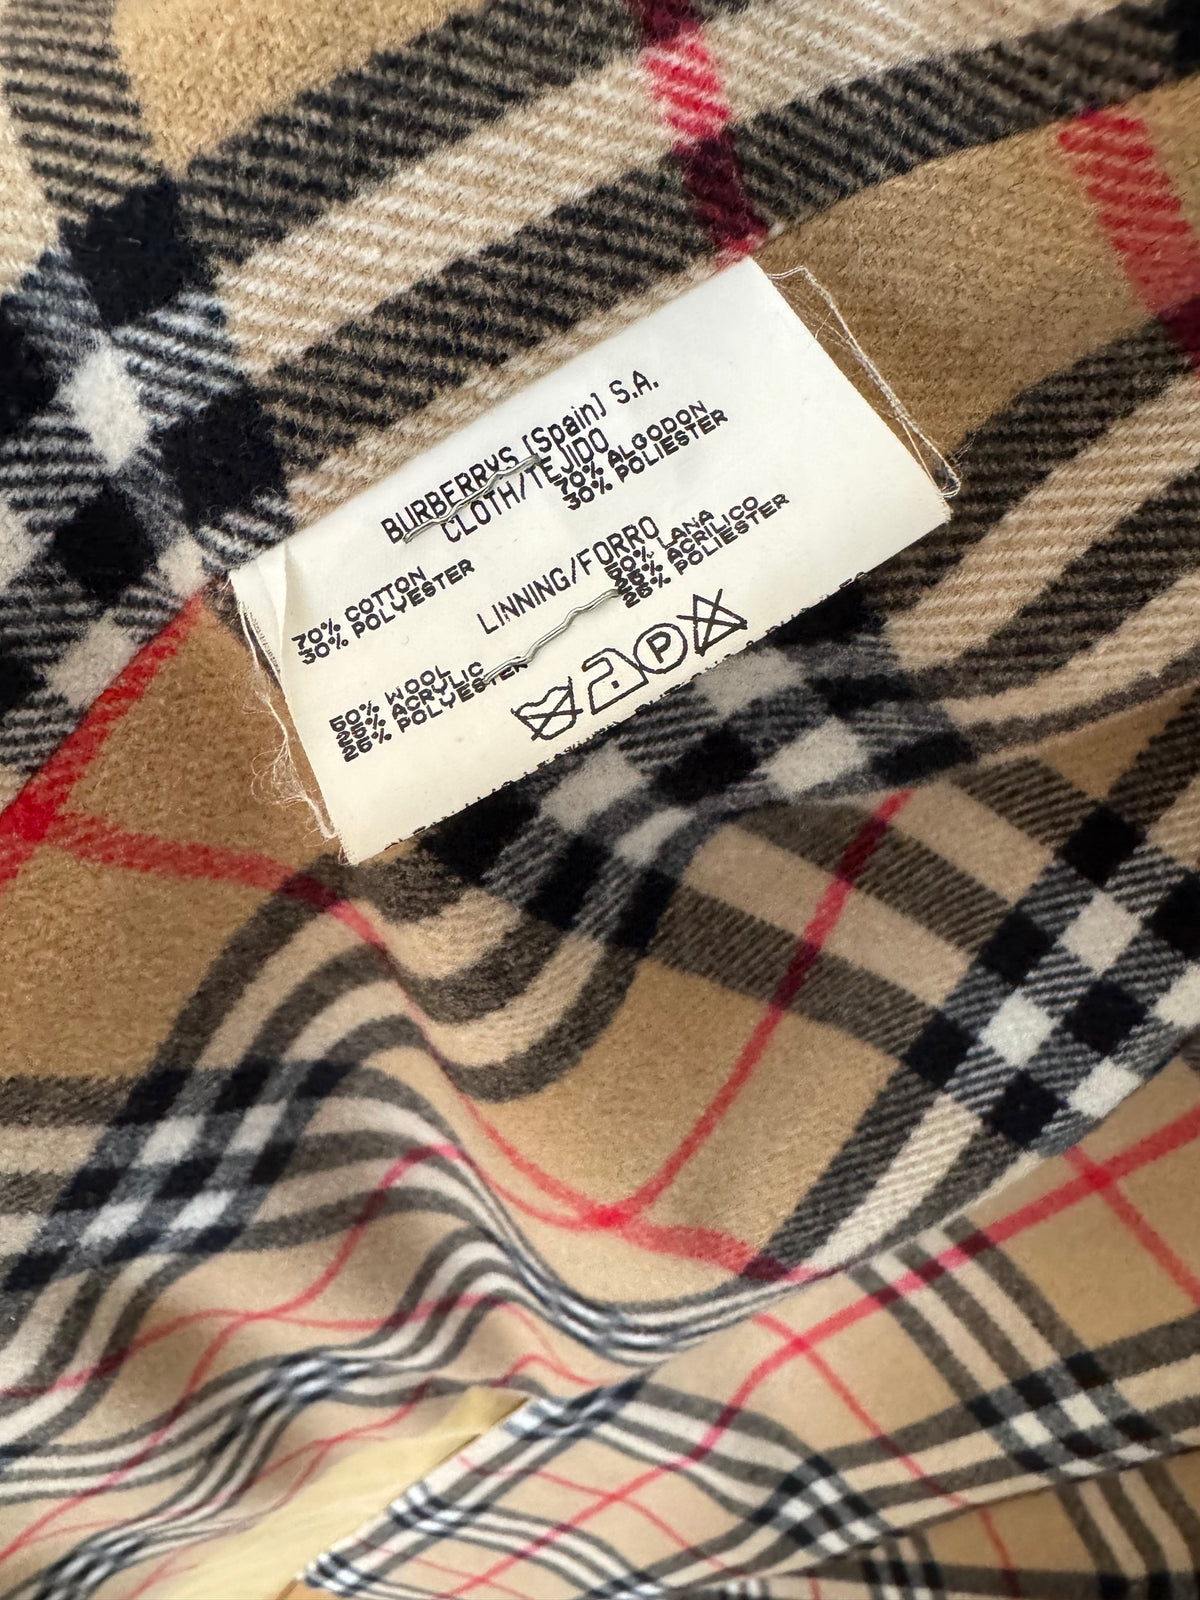 BURBERRYS (Spain) S.A.
CLOTH/TEJIDO
70% COTTON 70% ALGODON
30% POLYESTER 30% POLIESTER
LINNING/FORRO
50% WOOL 50% LANA
25% ACRYLIC 25% ACRILICO
25% POLYESTER 25% POLIESTER
P